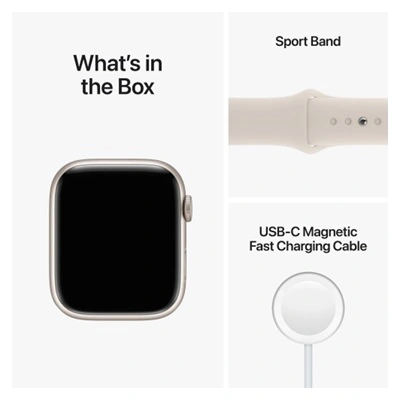 What's in
the Box
Sport Band
USB-C Magnetic
Fast Charging Cable